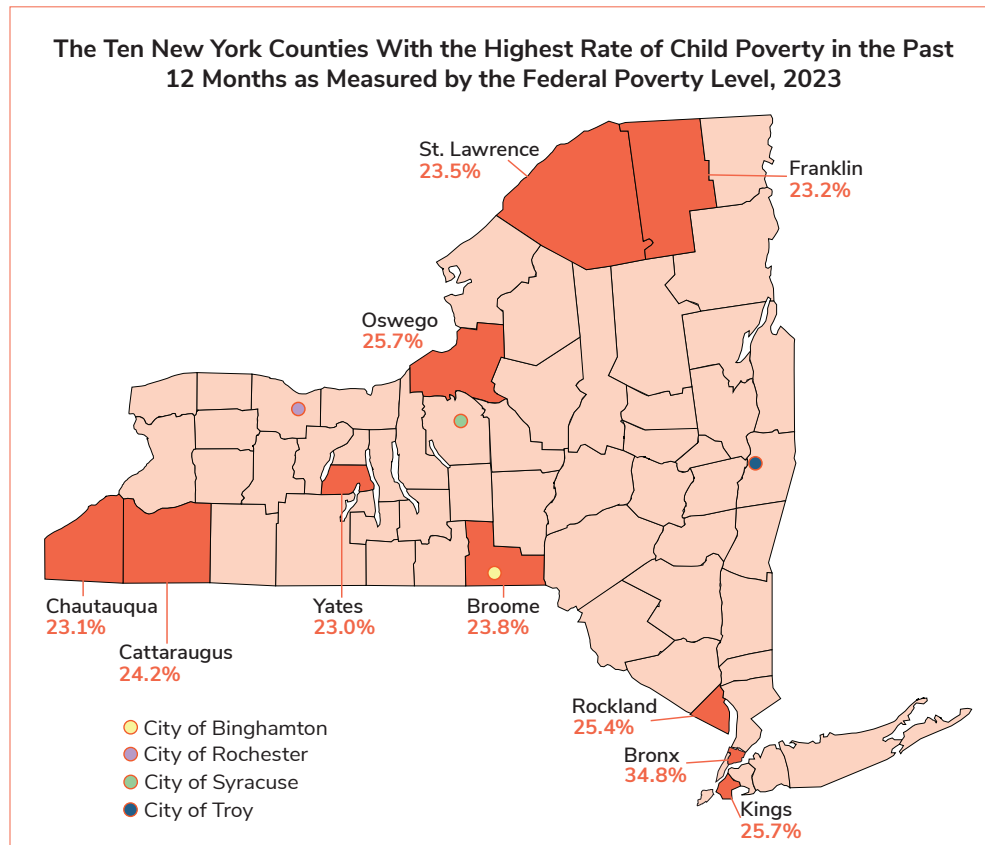 The Ten New York Counties With the Highest Rate of Child Poverty in the Past
12 Months as Measured by the Federal Poverty Level, 2023
St. Lawrence
23.5%
Franklin
23.2%
Oswego
25.7%
Chautauqua
23.1%
Cattaraugus
24.2%
Yates
23.0%
Broome
23.8%
Rockland
25.4%
Bronx
34.8%
Kings
25.7%
City of Binghamton
City of Rochester
City of Syracuse
City of Troy